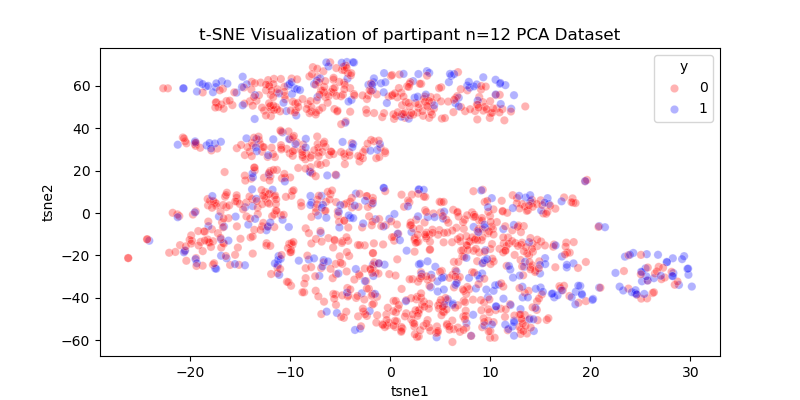 t-SNE Visualization of partipant n=12 PCA Dataset
y
0
1
60
40
20
0
−20
−40
−60
tsne2
−20 −10 0 10 20 30
tsne1